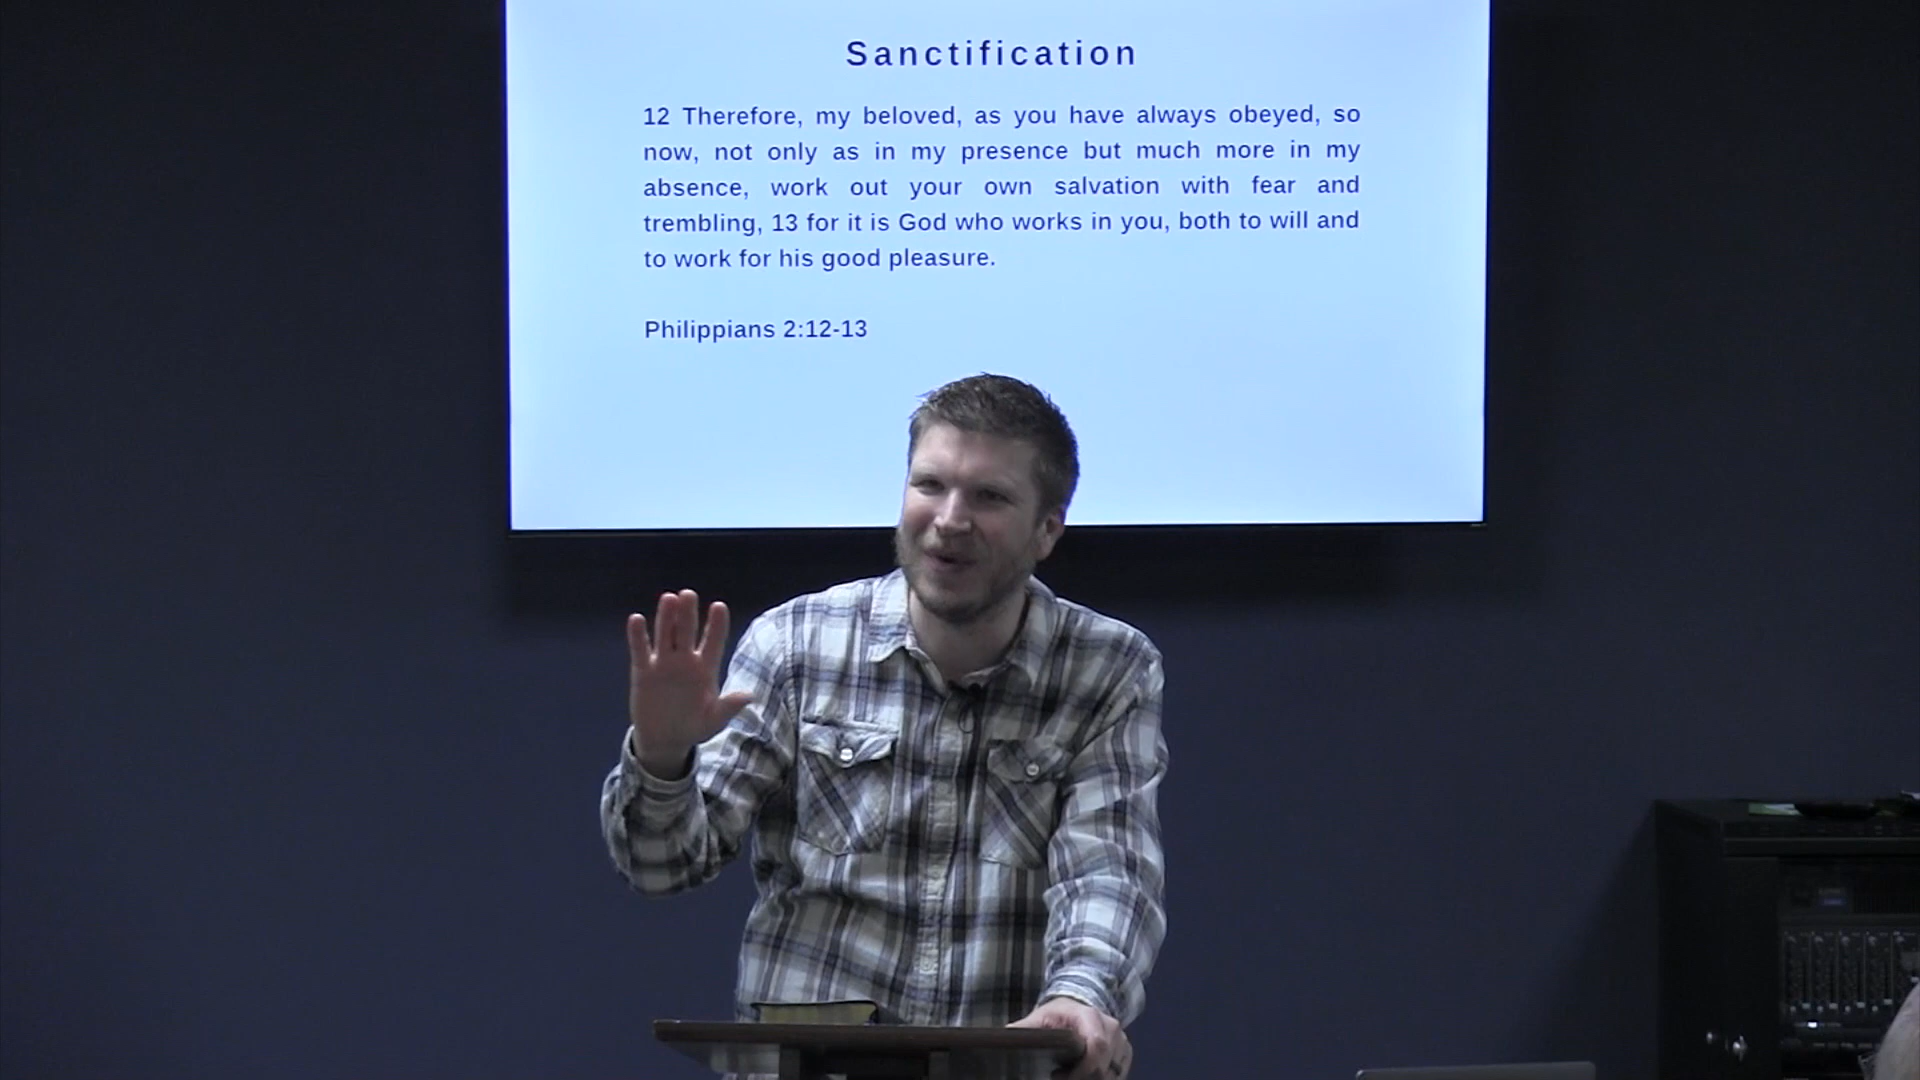 Sanctification
12 Therefore, my beloved, as you have always obeyed, so
now, not only as in my presence but much more in my
absence, work out your own salvation with fear and
trembling, 13 for it is God who works in you, both to will and
to work for his good pleasure.
Philippians 2:12-13